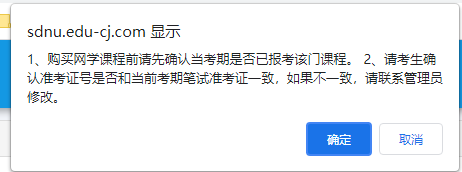 sdnu.edu-cj.com 显示
1、购买网学课程前请先确认当考期是否已报考该门课程。 2、请考生确
认准考证号是否和当前考期笔试准考证一致，如果不一致，请联系管理员
修改。
确定
取消